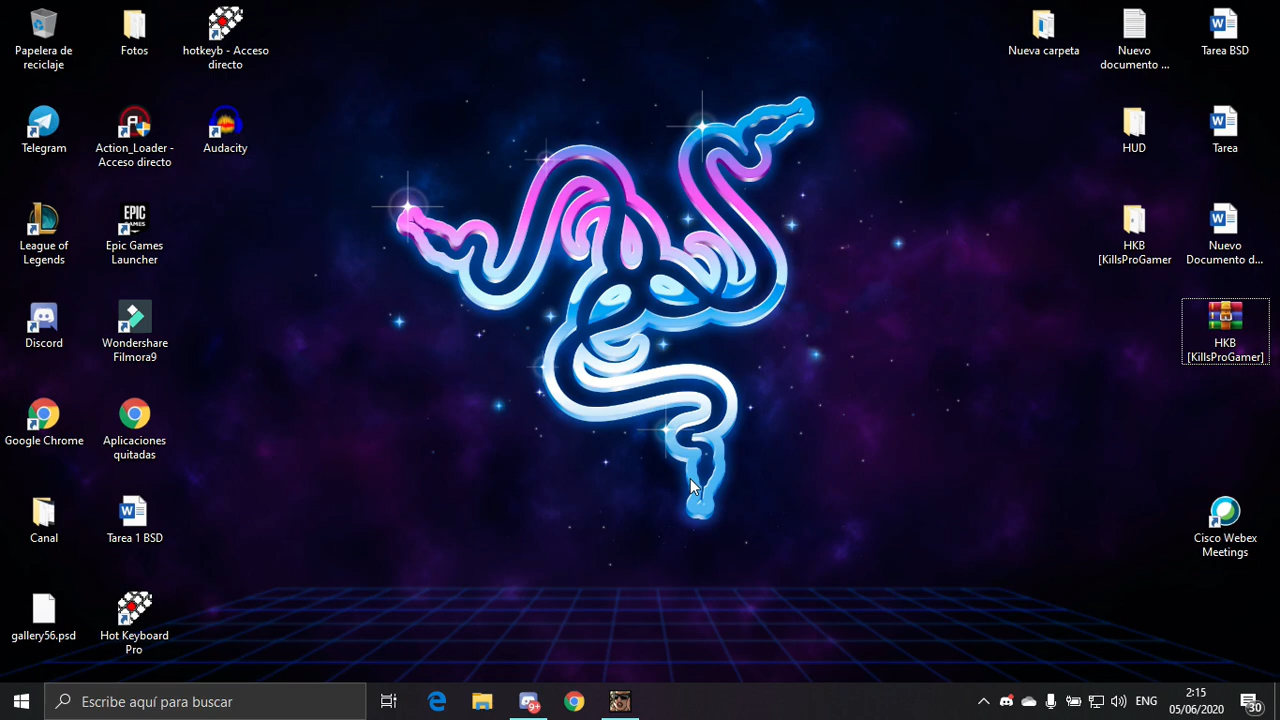 Papelera de
reciclaje
Fotos
hotkeyb - Acceso
directo
Nueva carpeta
Nuevo
documento ...
Tarea BSD
Telegram
Action_Loader -
Acceso directo
Audacity
HUD
Tarea
League of
Legends
EPIC
GAMES
Epic Games
Launcher
HKB
[KillsProGamer
Nuevo
Documento d...
Discord
Wondershare
Filmora9
HKB
[KillsProGamer]
Google Chrome
Aplicaciones
quitadas
Canal
Tarea 1 BSD
Cisco Webex
Meetings
gallery56.psd
Hot Keyboard
Pro
Escribe aquí para buscar
9+
ENG
2:15
05/06/2020
30